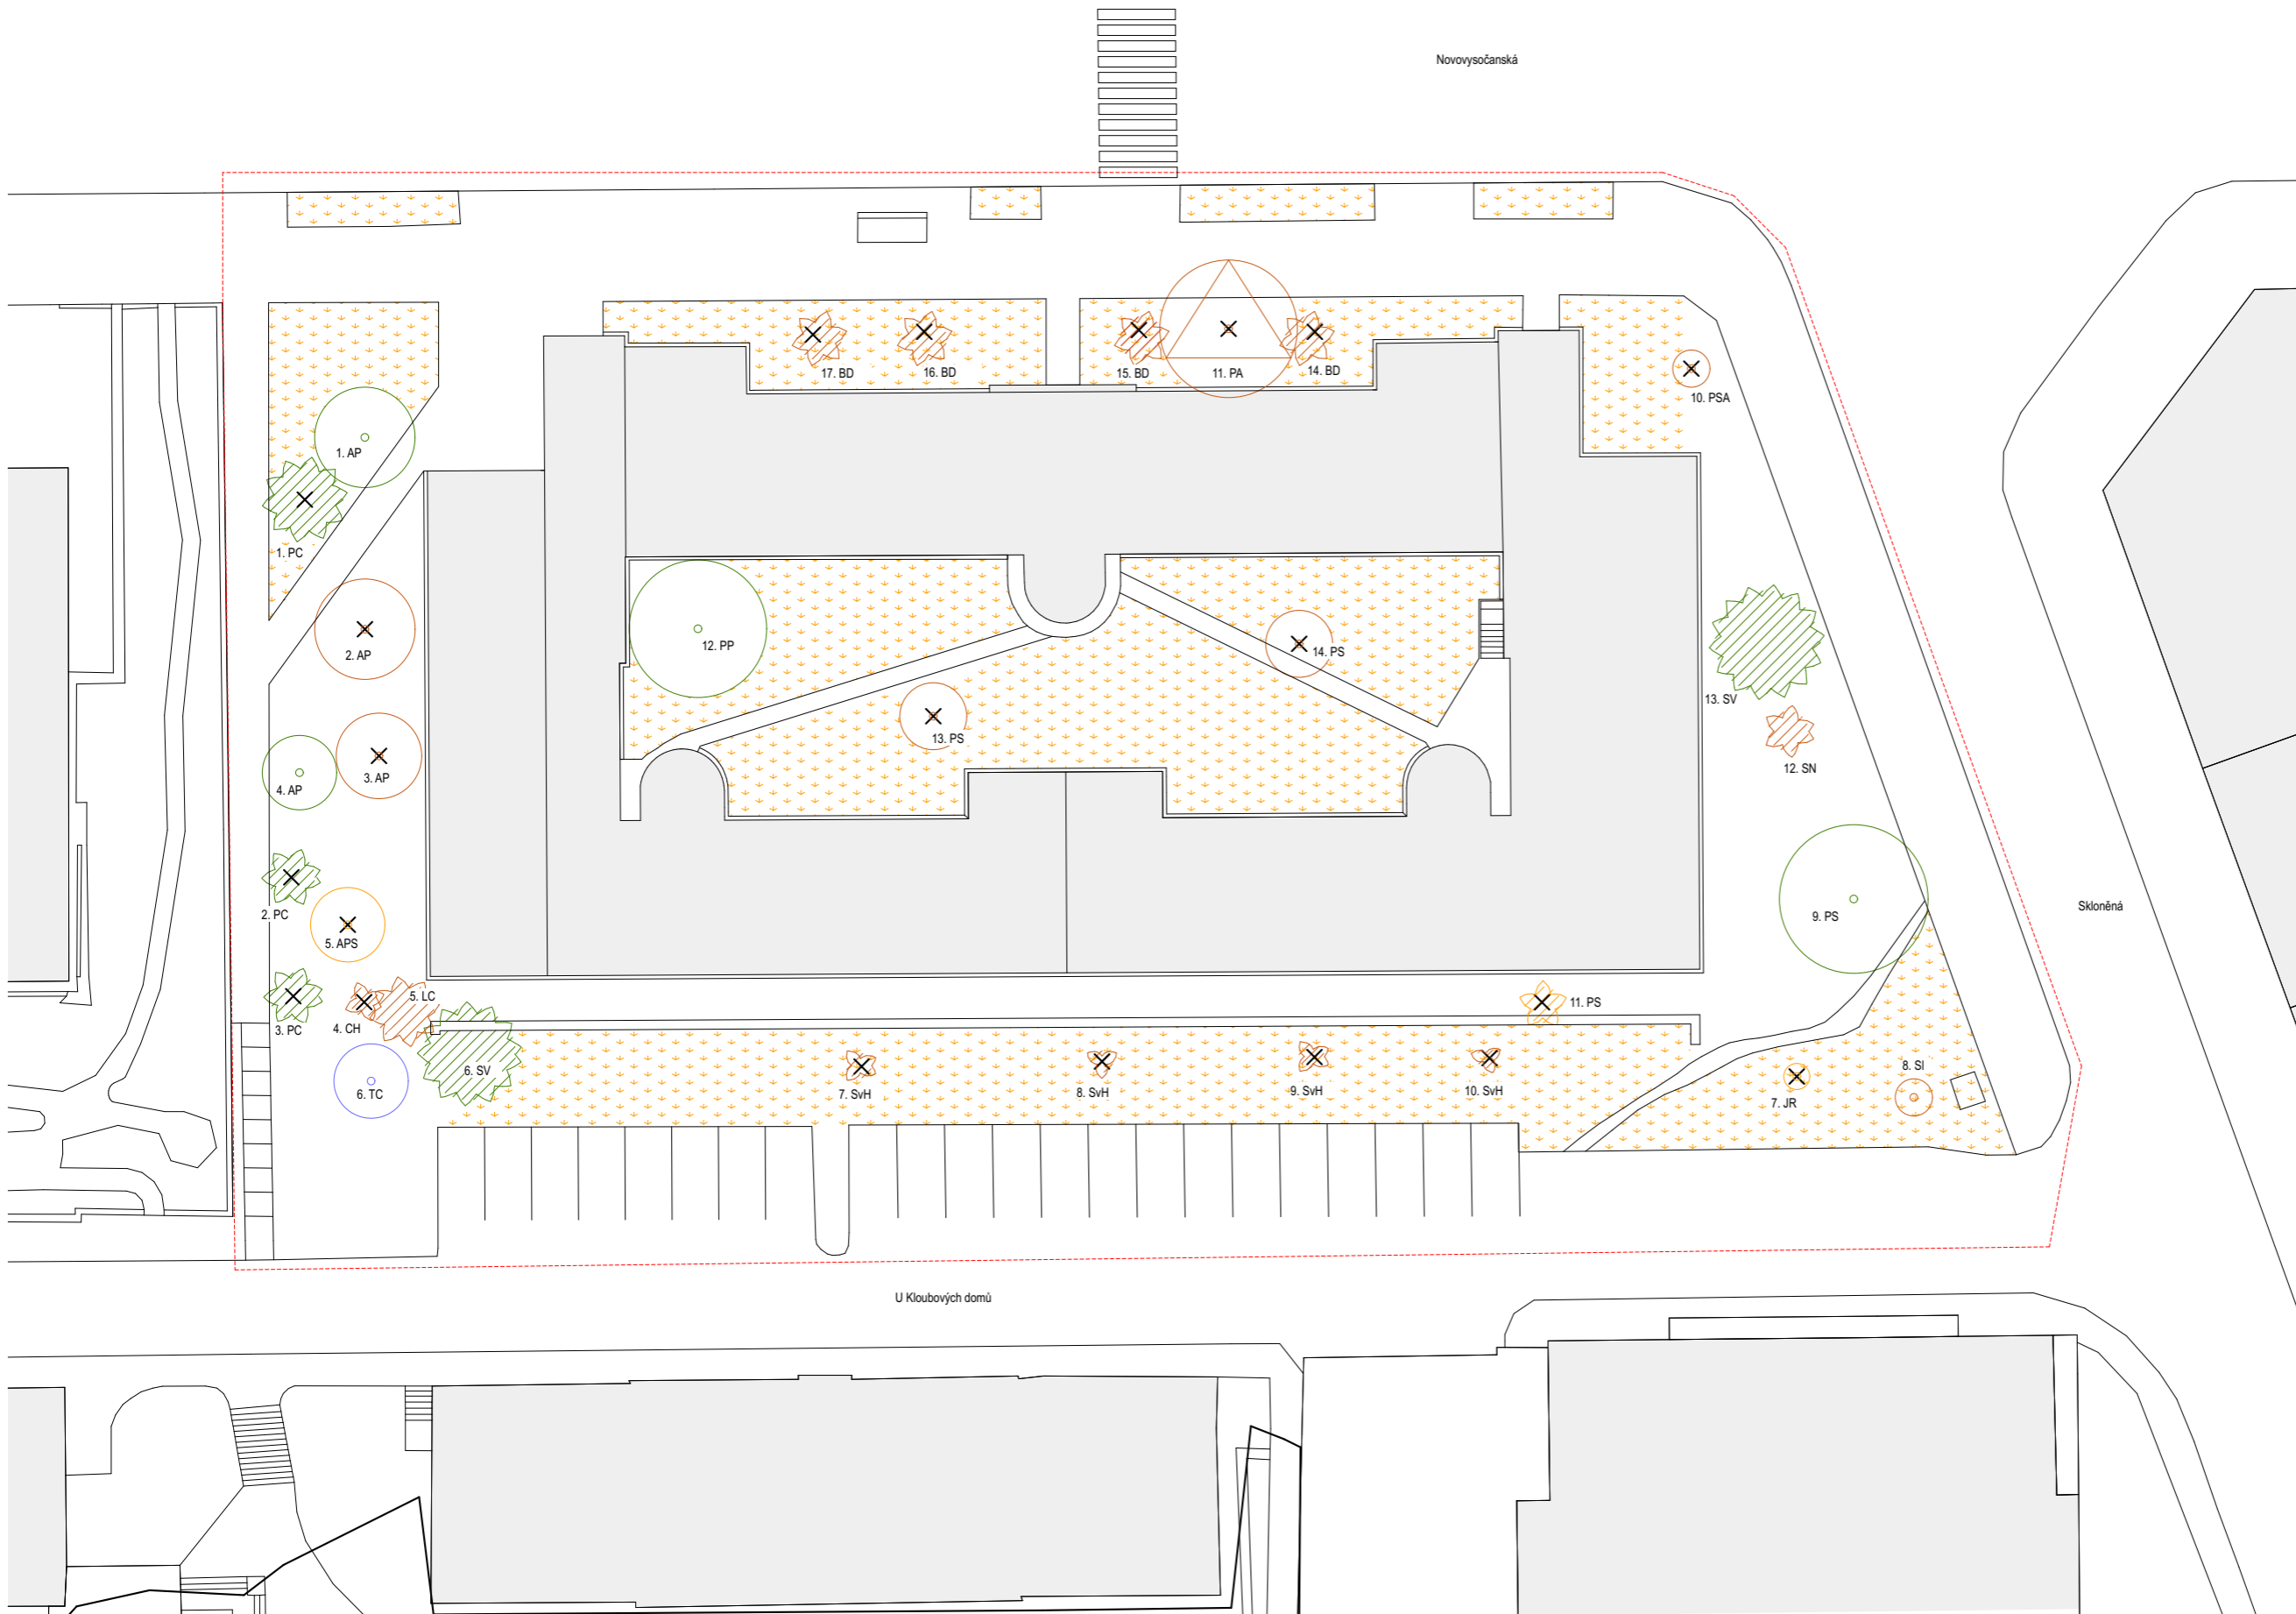 Novovysočanská
17. BD
16. BD
15. BD
11. PA
14. BD
10. PSA
1. AP
1. PC
2. AP
12. PP
14. PS
13. SV
13. PS
12. SN
3. AP
4. AP
2. PC
5. APS
9. PS
Skloněná
5. LC
11. PS
3. PC
4. CH
6. SV
6. TC
7. SvH
8. SvH
9. SvH
10. SvH
8. SI
7. JR
U Kloubových domů